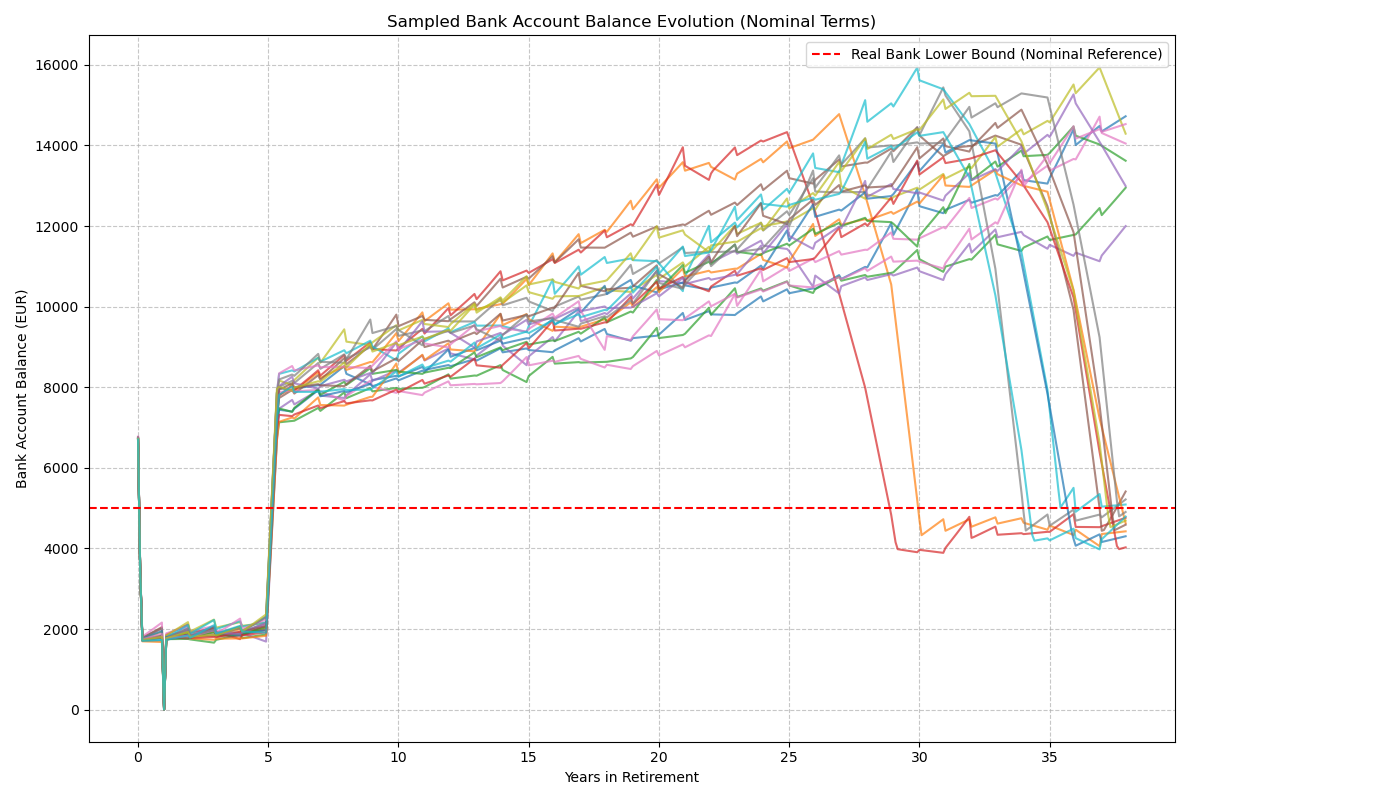 Sampled Bank Account Balance Evolution (Nominal Terms)
Real Bank Lower Bound (Nominal Reference)
Bank Account Balance (EUR)
16000
14000
12000
10000
8000
6000
4000
2000
0
0 5 10 15 20 25 30 35
Years in Retirement